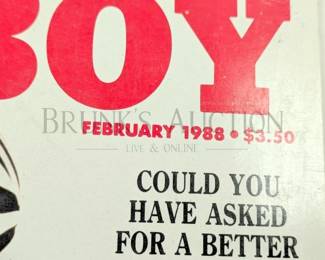 BOY
BRUNK'S AUCTION
FEBRUARY 1988 • $3.50
LIVE & ONLINE
COULD YOU
HAVE ASKED
FOR A BETTER